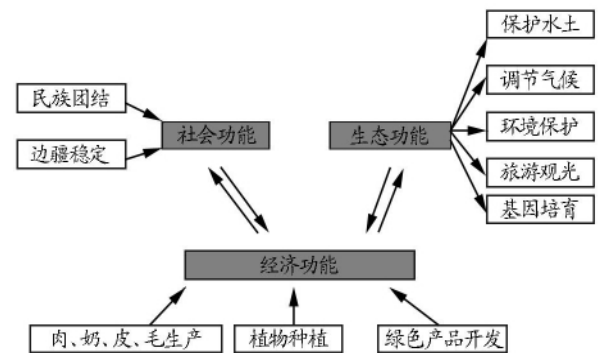 保护水土
调节气候
民族团结
社会功能
生态功能
环境保护
边疆稳定
旅游观光
基因培育
经济功能
肉、奶、皮、毛生产
植物种植
绿色产品开发